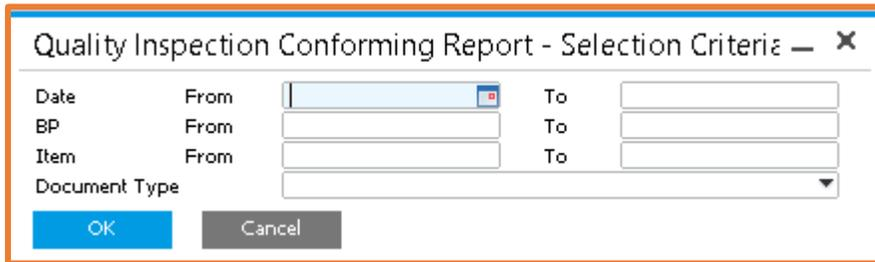 Quality Inspection Conforming Report - Selection Criteria
Date From To
BP From To
Item From To
Document Type
OK Cancel